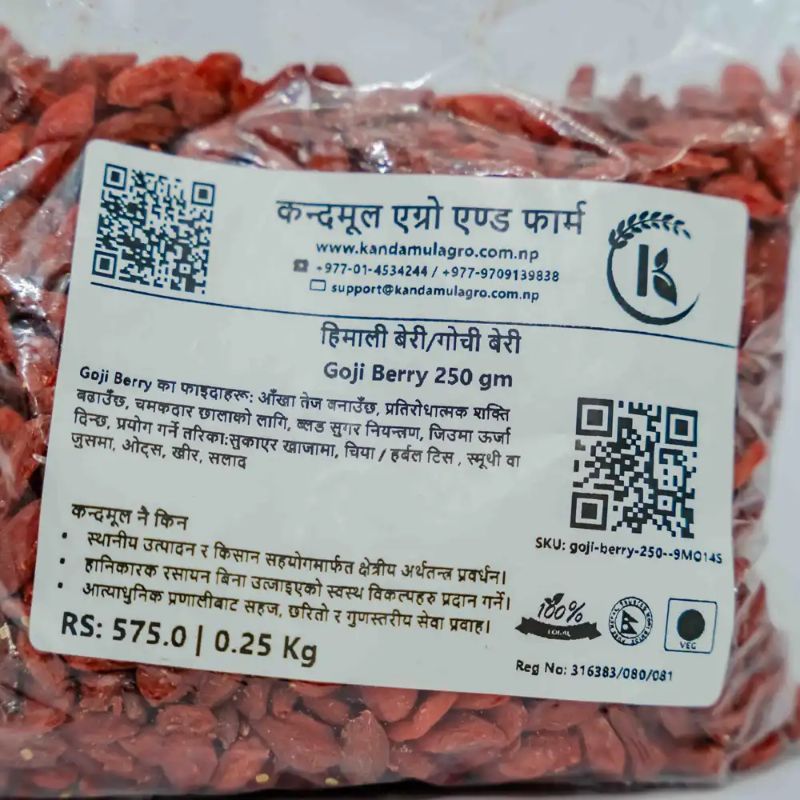 कन्दमूल एग्रो एण्ड फार्म
www.kandamulagro.com.np
+977-01-4534244 / +977-9709139838
support@kandamulagro.com.np
हिमाली बेरी/गोची बेरी
Goji Berry 250 gm
Goji Berry का फाइदाहरू: आँखा तेज बनाउँछ, प्रतिरोधात्मक शक्ति
बढाउँछ, चमकदार छालाको लागि, ब्लड सुगर नियन्त्रण, जिउमा ऊर्जा
दिन्छ, प्रयोग गर्ने तरिका:सुकाएर खाजामा, चिया / हर्बल टिस , स्मूथी वा
जुसमा, ओट्स, खीर, सलाद
SKU: goji-berry-250--9MO14S
कन्दमूल नै किन
• स्थानीय उत्पादन र किसान सहयोगमार्फत क्षेत्रीय अर्थतन्त्र प्रवर्धन।
• हानिकारक रसायन बिना उब्जाइएको स्वस्थ विकल्पहरु प्रदान गर्ने।
• आत्याधुनिक प्रणालीबाट सहज, छरितो र गुणस्तरीय सेवा प्रवाह।
RS: 575.0 | 0.25 Kg
100%
LOCAL
VEG
Reg No: 316383/080/081